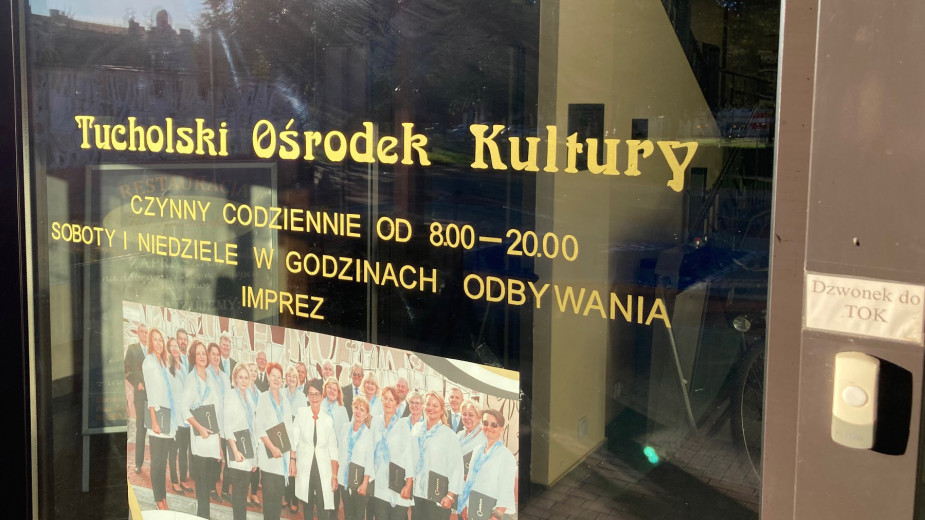 Tucholski Ośrodek Kultury
CZYNNY CODZIENNIE OD 8.00–20.00
SOBOTY I NIEDZIELE W GODZINACH ODBYWANIA
IMPREZ
Dzwonek do
TOK